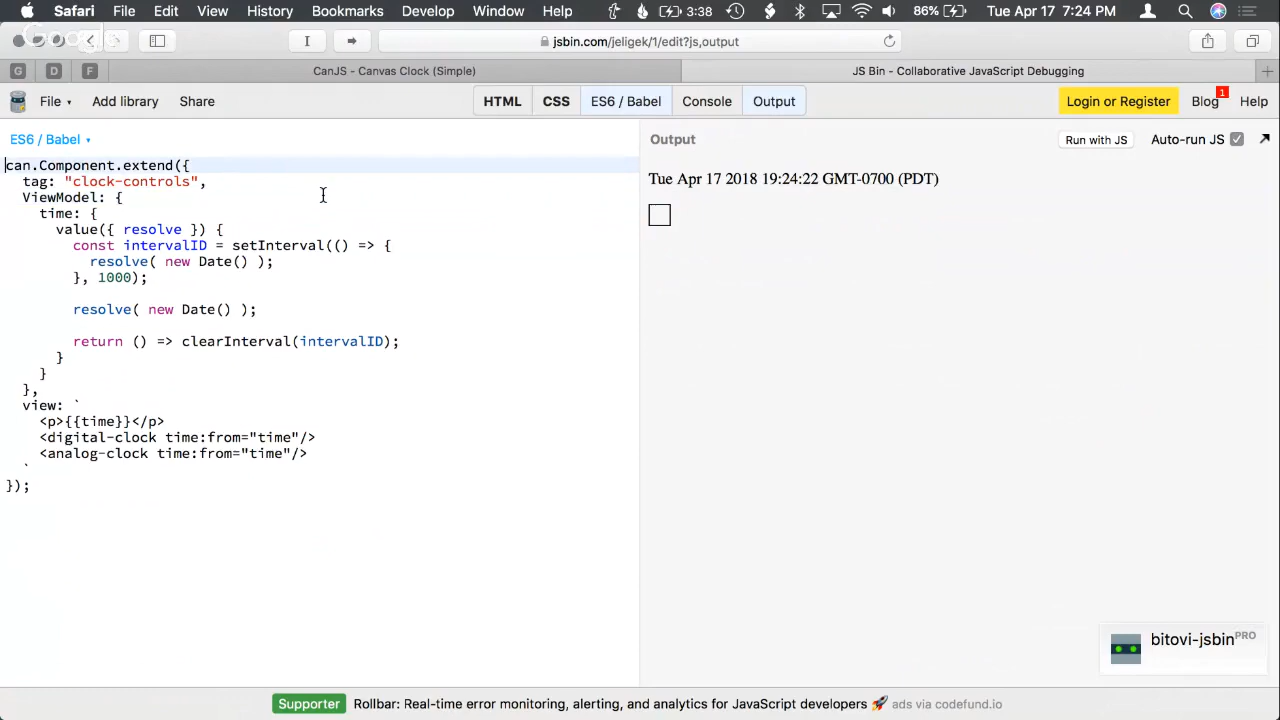 Safari File Edit View History Bookmarks Develop Window Help 3:38 86% Tue Apr 17 7:24 PM
jsbin.com/jeligek/1/edit?js,output
G D F CanJS - Canvas Clock (Simple) JS Bin - Collaborative JavaScript Debugging
File Add library Share HTML CSS ES6 / Babel Console Output Login or Register Blog 1 Help
ES6 / Babel
can.Component.extend({
tag: "clock-controls",
ViewModel: {
time: {
value({ resolve }) {
const intervalID = setInterval(() => {
resolve( new Date() );
}, 1000);
resolve( new Date() );
return () => clearInterval(intervalID);
}
}
},
view: `
<p>{{time}}</p>
<digital-clock time:from="time"/>
<analog-clock time:from="time"/>
`
});
Output Run with JS Auto-run JS
Tue Apr 17 2018 19:24:22 GMT-0700 (PDT)
bitovi-jsbin PRO
Supporter Rollbar: Real-time error monitoring, alerting, and analytics for JavaScript developers 🚀 ads via codefund.io